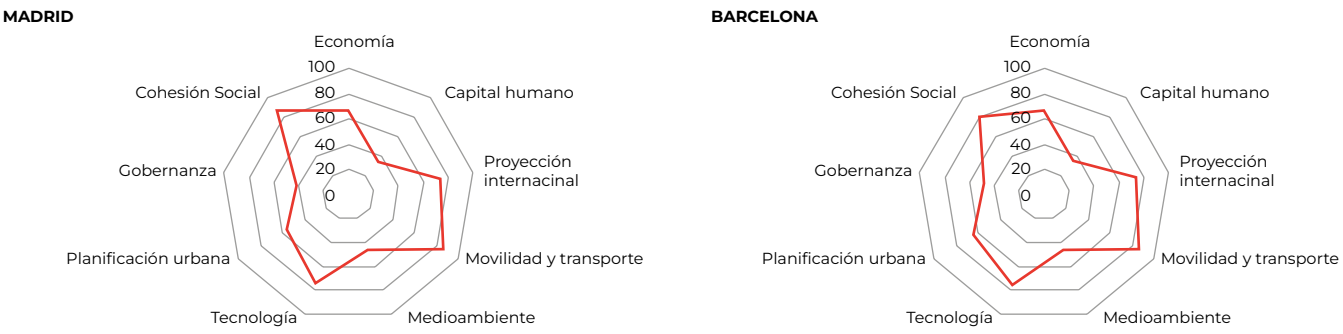 MADRID
Economía
100
80
60
40
20
0
Cohesión Social
Capital humano
Gobernanza
Proyección
internacinal
Planificación urbana
Movilidad y transporte
Tecnología
Medioambiente
BARCELONA
Economía
100
80
60
40
20
0
Cohesión Social
Capital humano
Gobernanza
Proyección
internacinal
Planificación urbana
Movilidad y transporte
Tecnología
Medioambiente